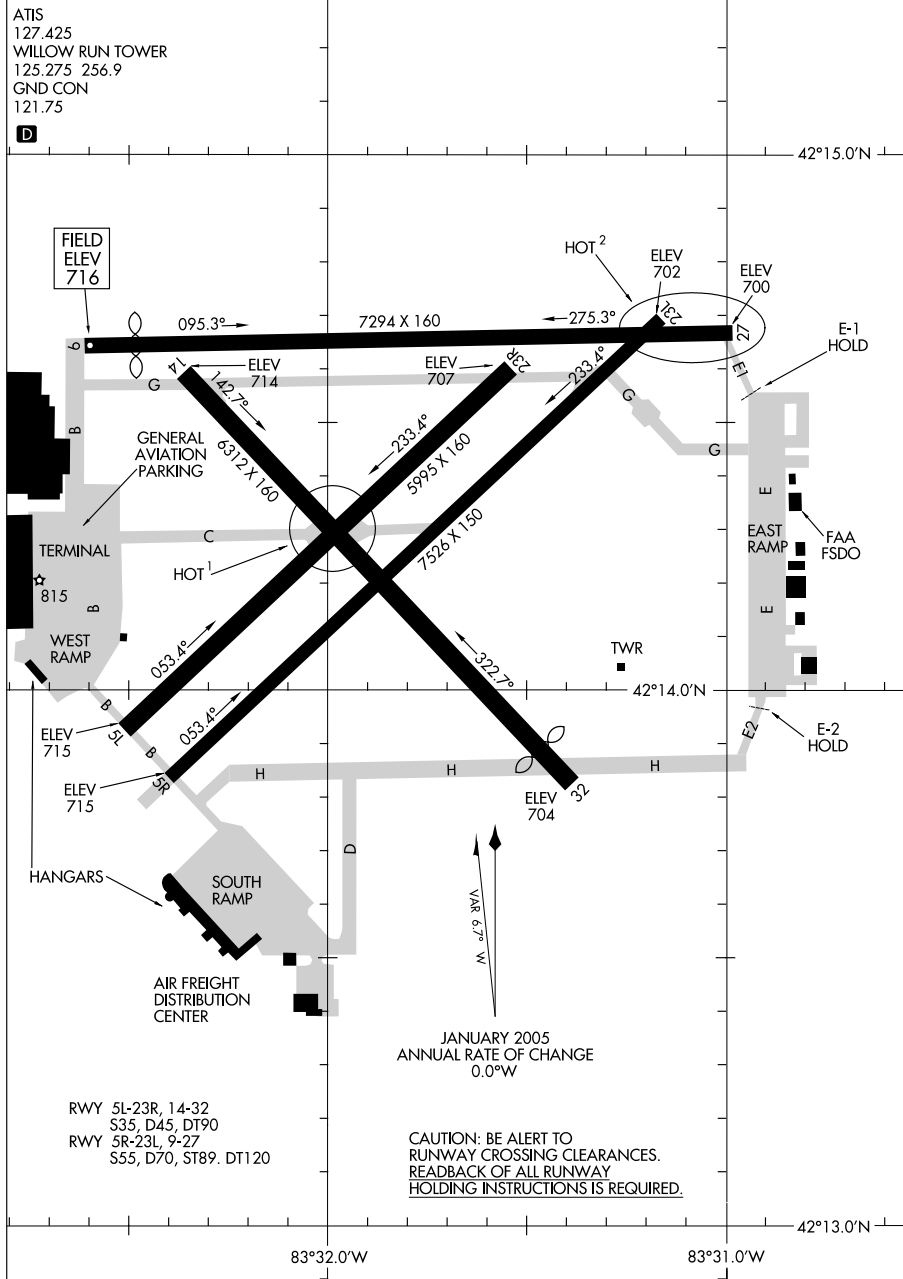 ATIS
127.425
WILLOW RUN TOWER
125.275 256.9
GND CON
121.75
D
42°15.0'N
FIELD
ELEV
716
HOT 2
ELEV
702
ELEV
700
095.3°
7294 X 160
275.3°
23L
27
E-1
HOLD
9
14
ELEV
714
ELEV
707
23R
233.4°
E1
G
142.7°
G
B
GENERAL
AVIATION
PARKING
6312 X 160
233.4°
5995 X 160
G
E
C
7526 X 150
EAST
RAMP
FAA
FSDO
TERMINAL
HOT 1
815
B
E
WEST
RAMP
TWR
053.4°
322.7°
42°14.0'N
B
053.4°
ELEV
715
5L
B
E2
E-2
HOLD
H
H
H
ELEV
715
5R
ELEV
704
32
D
HANGARS
SOUTH
RAMP
VAR 6.7° W
AIR FREIGHT
DISTRIBUTION
CENTER
JANUARY 2005
ANNUAL RATE OF CHANGE
0.0°W
RWY 5L-23R, 14-32
S35, D45, DT90
RWY 5R-23L, 9-27
S55, D70, ST89. DT120
CAUTION: BE ALERT TO
RUNWAY CROSSING CLEARANCES.
READBACK OF ALL RUNWAY
HOLDING INSTRUCTIONS IS REQUIRED.
42°13.0'N
83°32.0'W
83°31.0'W